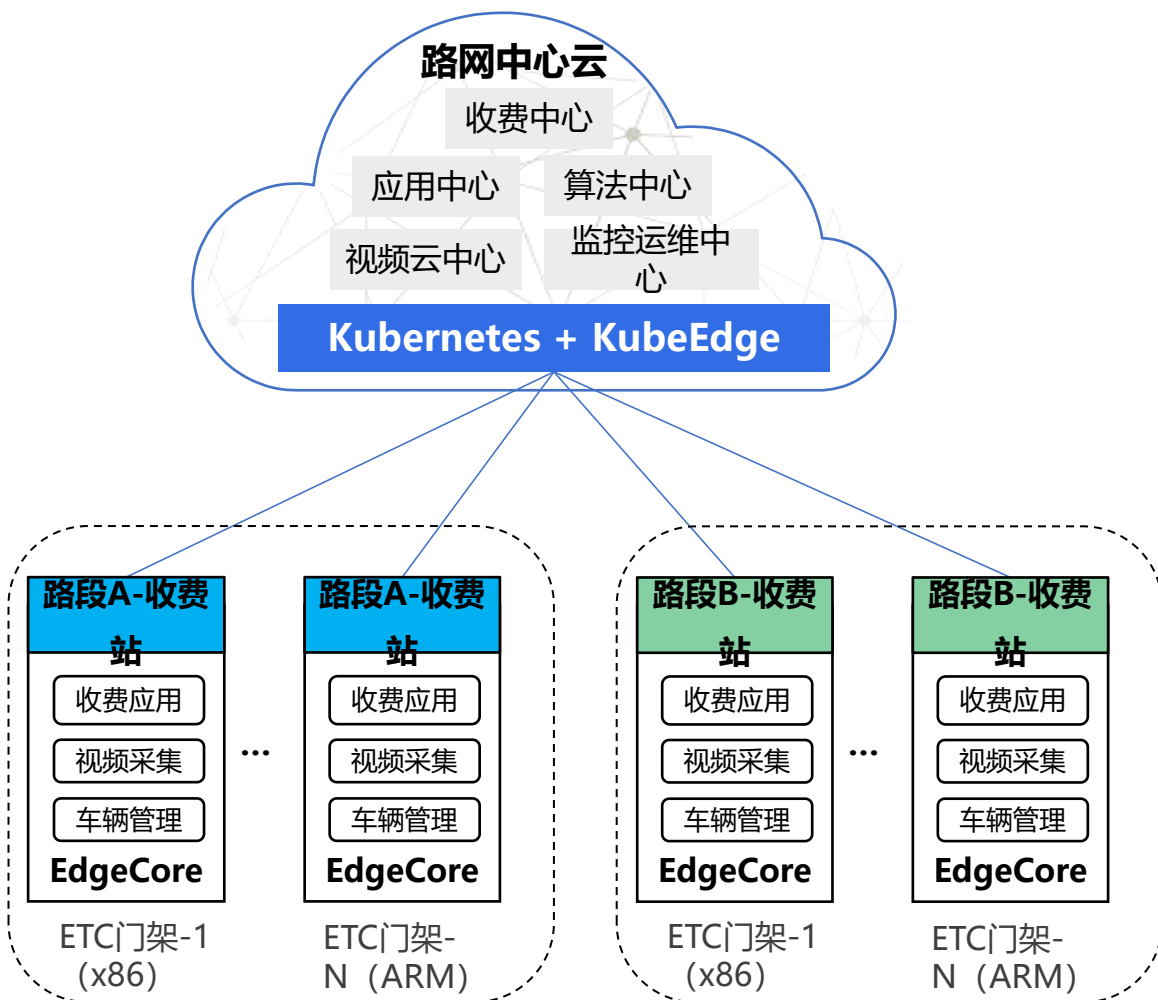 路网中心云
收费中心
应用中心
算法中心
视频云中心
监控运维中
心
Kubernetes + KubeEdge
路段A-收费
站
收费应用
视频采集
车辆管理
EdgeCore
ETC门架-1
（x86）
...
路段A-收费
站
收费应用
视频采集
车辆管理
EdgeCore
ETC门架-
N（ARM）
路段B-收费
站
收费应用
视频采集
车辆管理
EdgeCore
ETC门架-1
（x86）
...
路段B-收费
站
收费应用
视频采集
车辆管理
EdgeCore
ETC门架-
N（ARM）